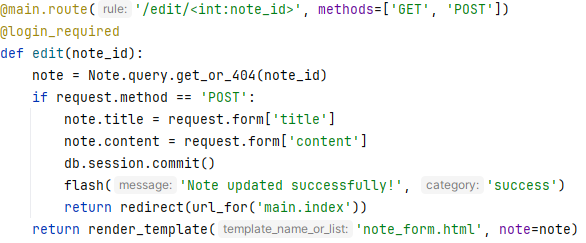 @main.route( rule: '/edit/<int:note_id>', methods=['GET', 'POST'])
@login_required
def edit(note_id):
    note = Note.query.get_or_404(note_id)
    if request.method == 'POST':
        note.title = request.form['title']
        note.content = request.form['content']
        db.session.commit()
        flash( message: 'Note updated successfully!', category: 'success')
        return redirect(url_for('main.index'))
    return render_template( template_name_or_list: 'note_form.html', note=note)